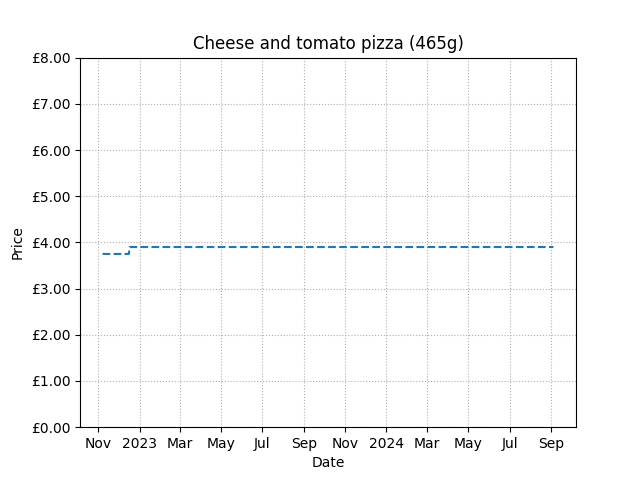 Cheese and tomato pizza (465g)
£8.00
£7.00
£6.00
£5.00
£4.00
£3.00
£2.00
£1.00
£0.00
Price
Nov 2023 Mar May Jul Sep Nov 2024 Mar May Jul Sep
Date